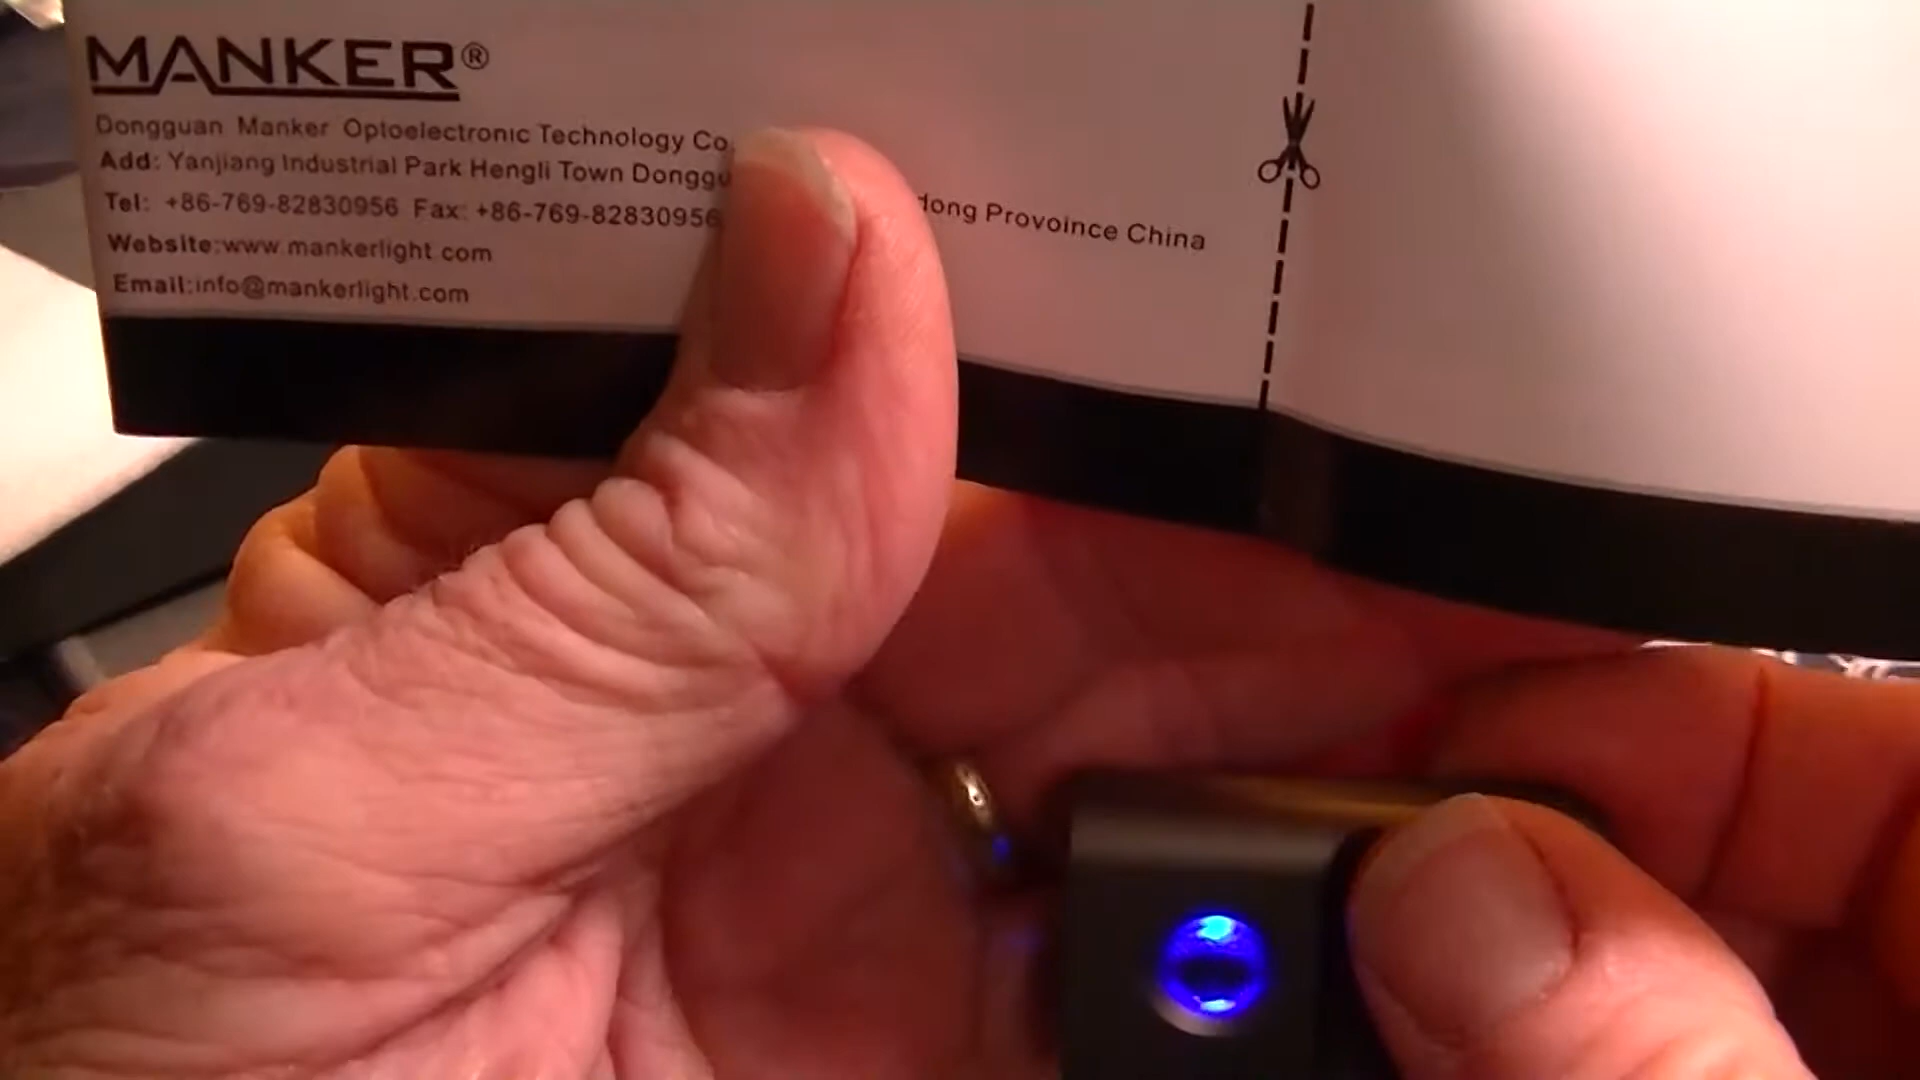 MANKER®
Dongguan Manker Optoelectronic Technology Co.
Add: Yanjiang Industrial Park Hengli Town Donggu dong Provoince China
Tel: +86-769-82830956 Fax: +86-769-82830956
Website:www.mankerlight.com
Email:info@mankerlight.com